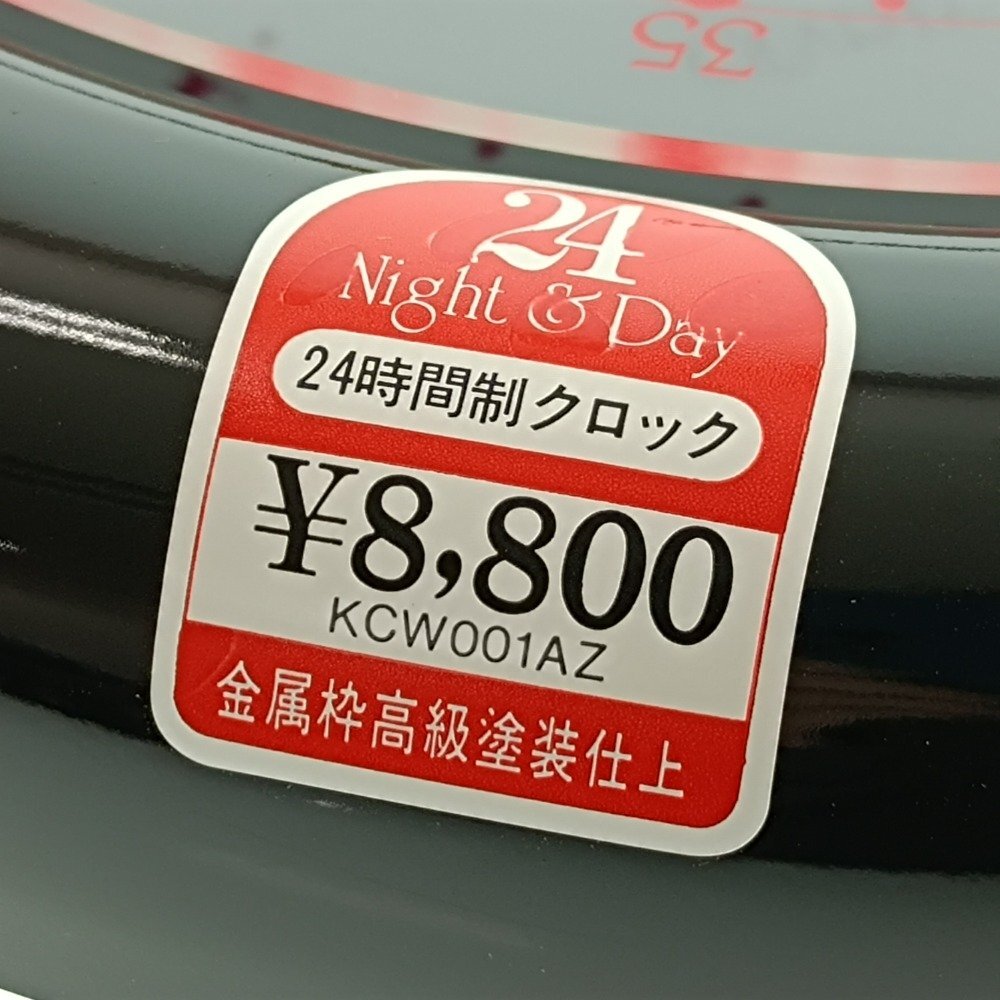 35
24
Night & Day
24時間制クロック
¥8,800
KCW001AZ
金属枠高級塗装仕上